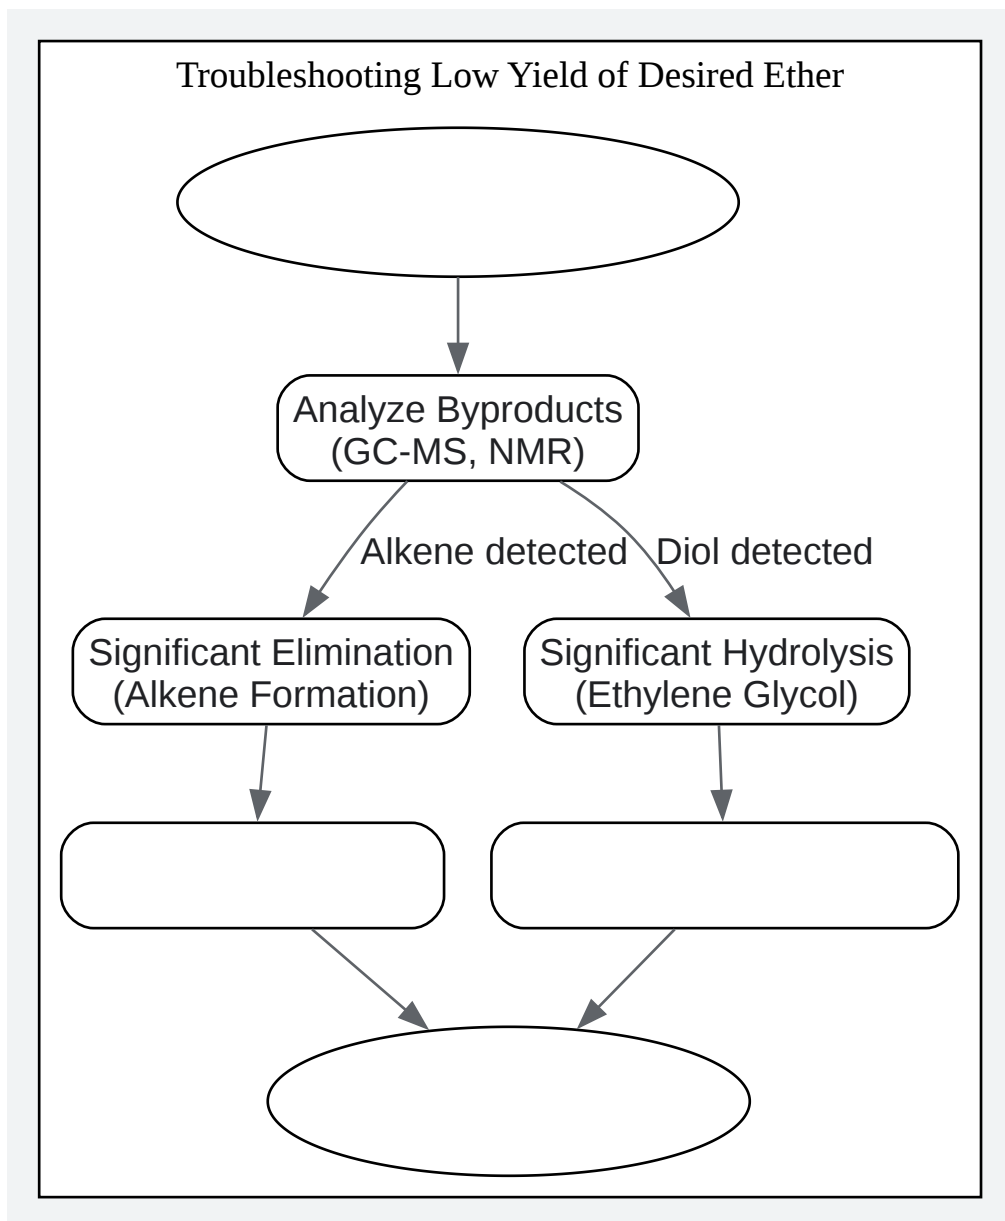 Troubleshooting Low Yield of Desired Ether
Analyze Byproducts
(GC-MS, NMR)
Alkene detected
Diol detected
Significant Elimination
(Alkene Formation)
Significant Hydrolysis
(Ethylene Glycol)